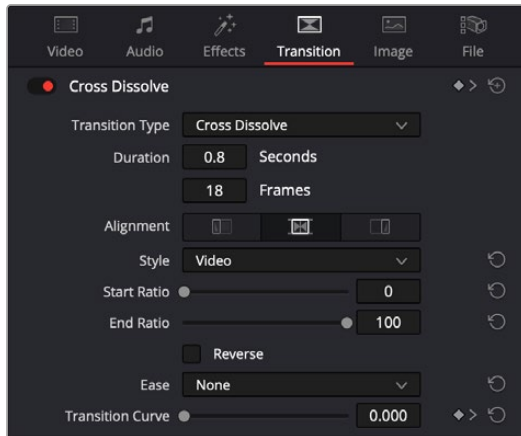 Video Audio Effects Transition Image File
Cross Dissolve
Transition Type Cross Dissolve
Duration 0.8 Seconds
18 Frames
Alignment
Style Video
Start Ratio 0
End Ratio 100
Reverse
Ease None
Transition Curve 0.000